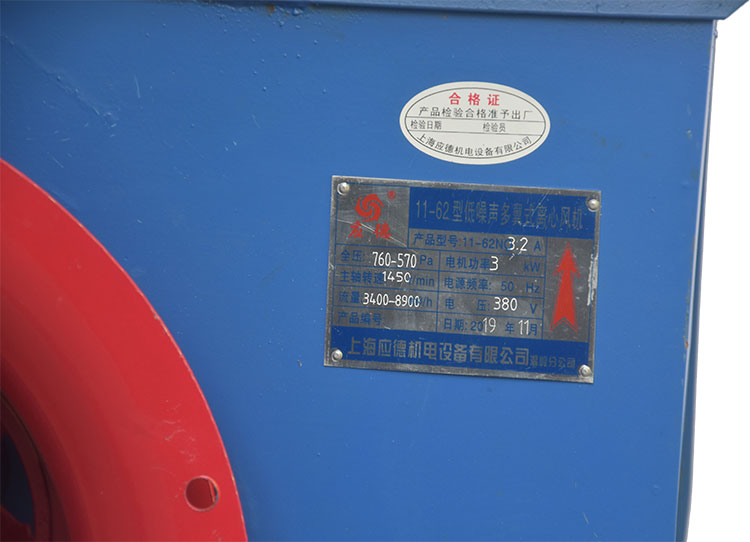 合格证
产品检验合格准予出厂
检验日期 检验员
上海应德机电设备有限公司
应德®
11-62型低噪声多翼式离心风机
产品型号:11-62NO 3.2 A
全压: 760-570 Pa 电机功率 3 kW
主轴转速 1450 r/min 电源频率: 50 Hz
流量 3400-8900 /h 电 压: 380 V
产品编号 日期: 2019 年 11 月
上海应德机电设备有限公司